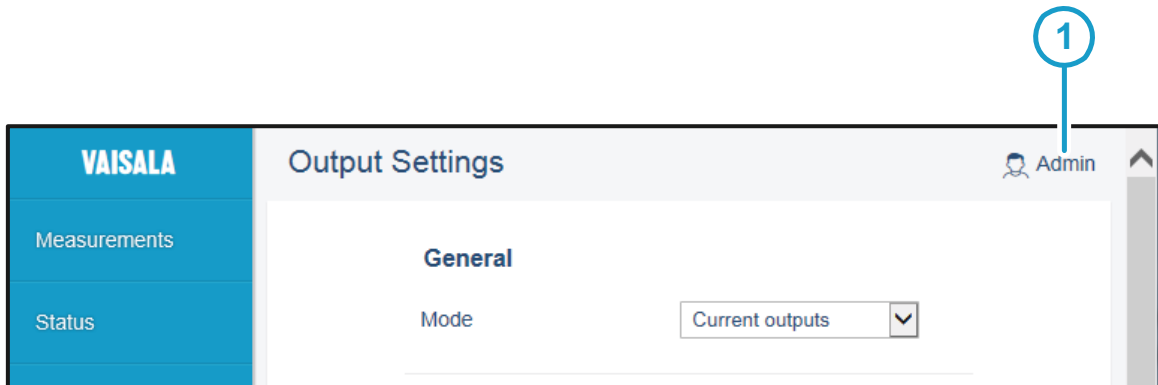 1
VAISALA
Output Settings
Admin
Measurements
General
Status
Mode
Current outputs